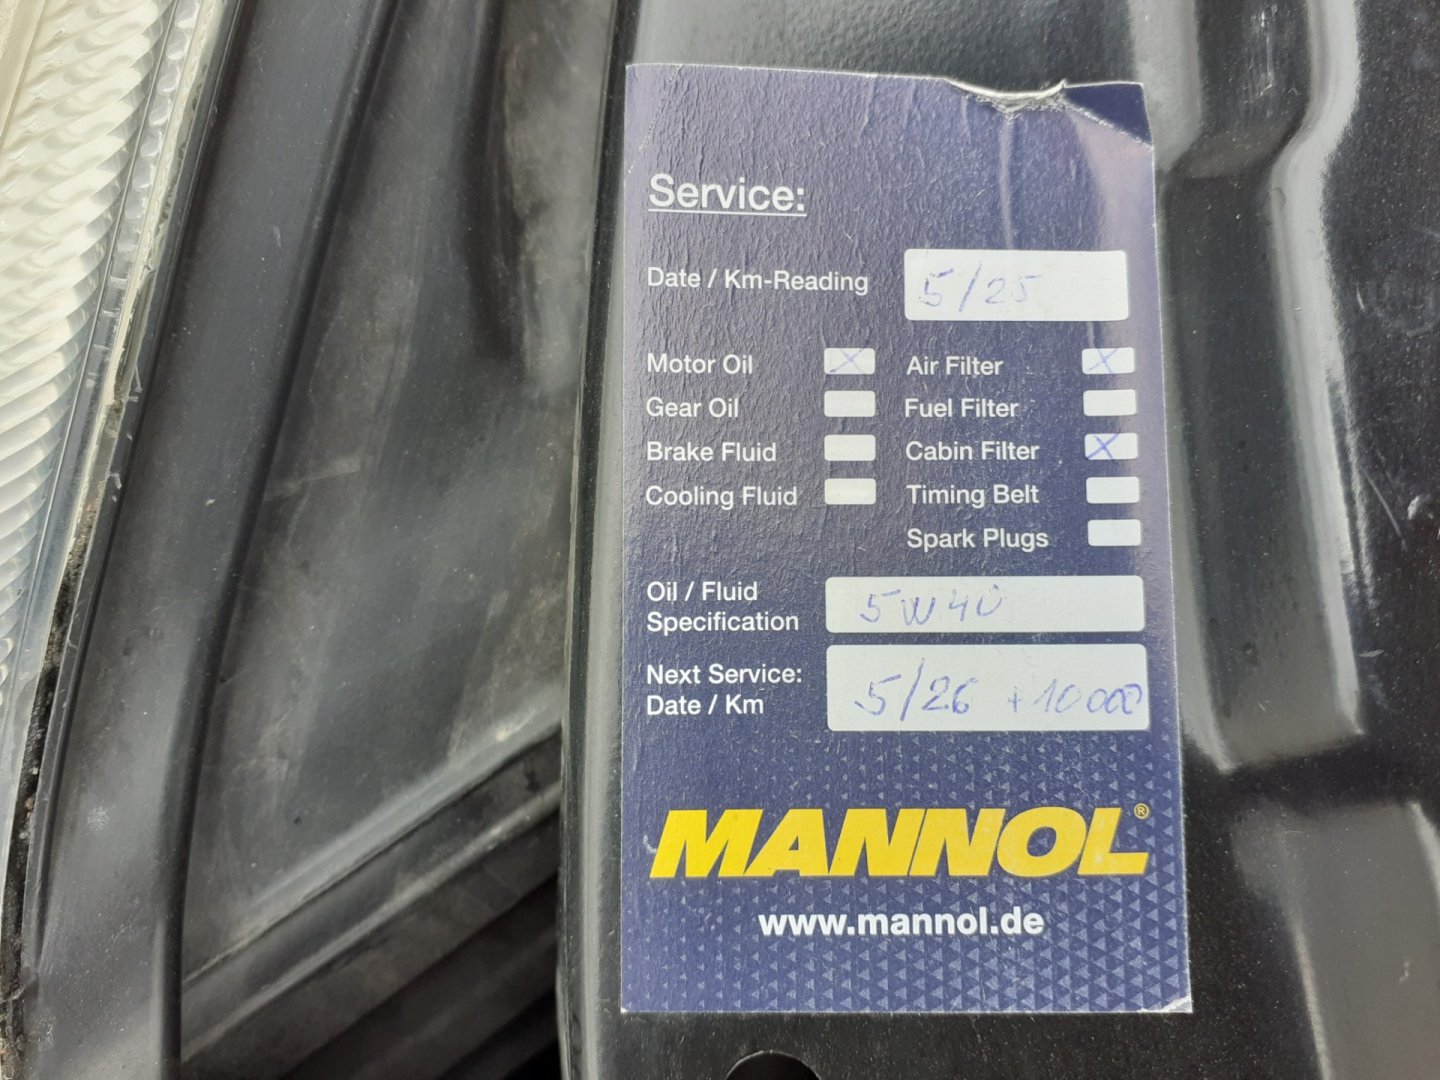 Service:
Date / Km-Reading 5/25
Motor Oil X Air Filter X
Gear Oil Fuel Filter
Brake Fluid Cabin Filter X
Cooling Fluid Timing Belt
Spark Plugs
Oil / Fluid
Specification 5W40
Next Service:
Date / Km 5/26 +10000
MANNOL®
www.mannol.de